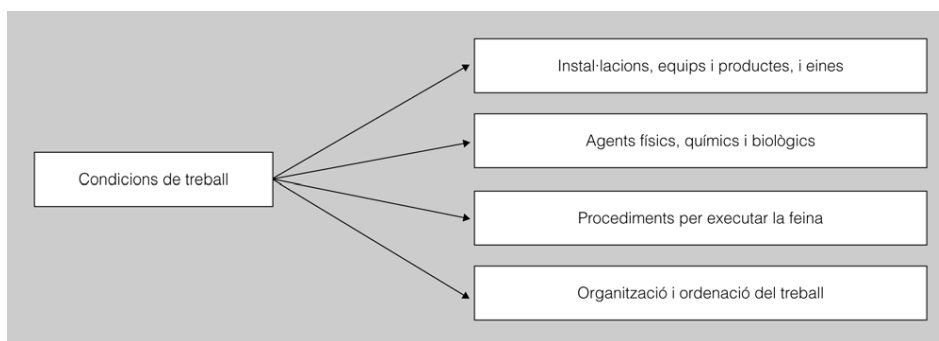 Condicions de treball
Instal·lacions, equips i productes, i eines
Agents físics, químics i biològics
Procediments per executar la feina
Organització i ordenació del treball